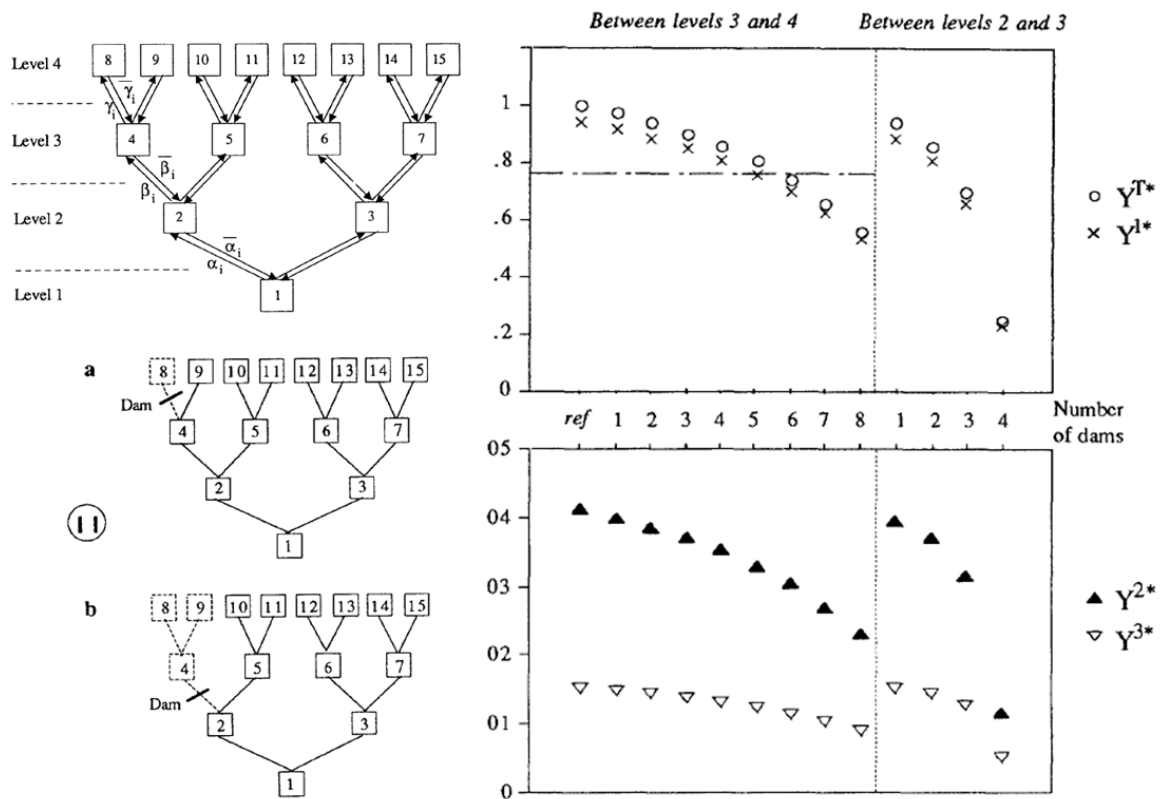 Level 4
8 9 10 11 12 13 14 15
γi γ̅i
Level 3
4 5 6 7
β̅i
βi
Level 2
2 3
α̅i
αi
Level 1
1
a
8 9 10 11 12 13 14 15
Dam
4 5 6 7
2 3
1
b
8 9 10 11 12 13 14 15
4 5 6 7
Dam
2 3
1
Between levels 3 and 4 Between levels 2 and 3
1
.8
.6
.4
.2
0
Y^T*
Y^1*
ref 1 2 3 4 5 6 7 8 1 2 3 4
Number
of dams
05
04
03
02
01
0
Y^2*
Y^3*